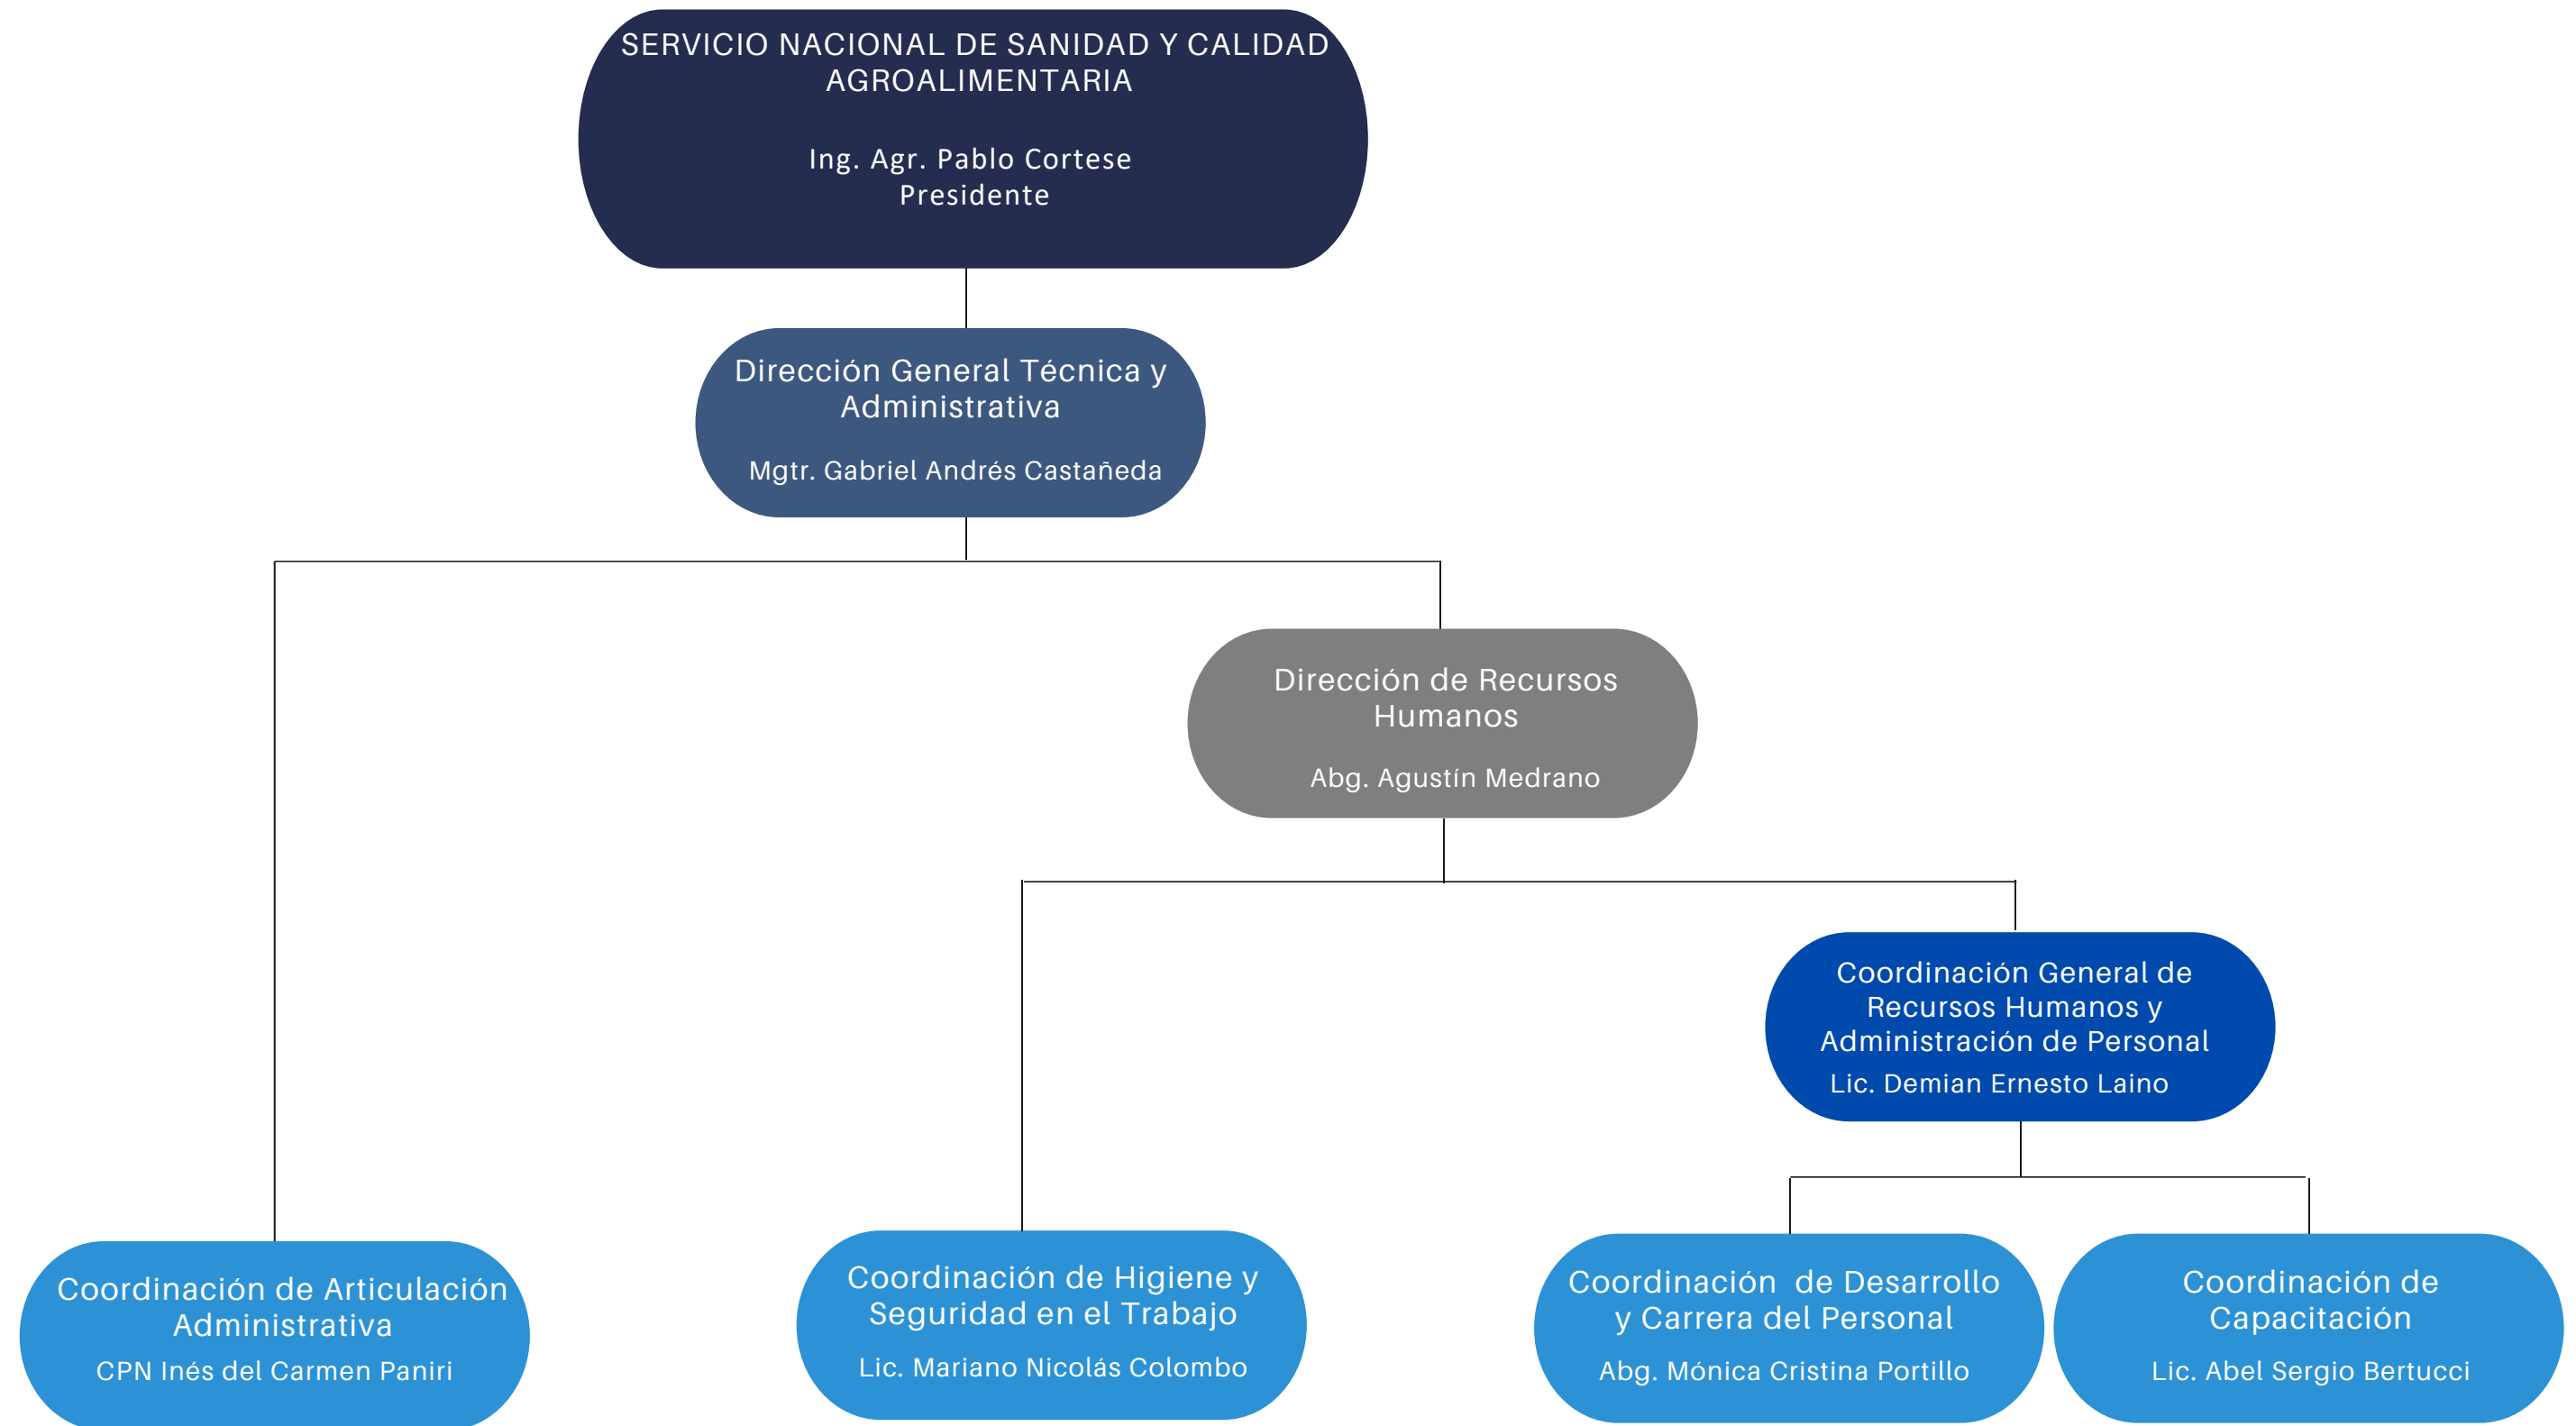 SERVICIO NACIONAL DE SANIDAD Y CALIDAD
AGROALIMENTARIA
Ing. Agr. Pablo Cortese
Presidente
Dirección General Técnica y
Administrativa
Mgtr. Gabriel Andrés Castañeda
Dirección de Recursos
Humanos
Abg. Agustín Medrano
Coordinación General de
Recursos Humanos y
Administración de Personal
Lic. Demian Ernesto Laino
Coordinación de Articulación
Administrativa
CPN Inés del Carmen Paniri
Coordinación de Higiene y
Seguridad en el Trabajo
Lic. Mariano Nicolás Colombo
Coordinación  de Desarrollo
y Carrera del Personal
Abg. Mónica Cristina Portillo
Coordinación de
Capacitación
Lic. Abel Sergio Bertucci